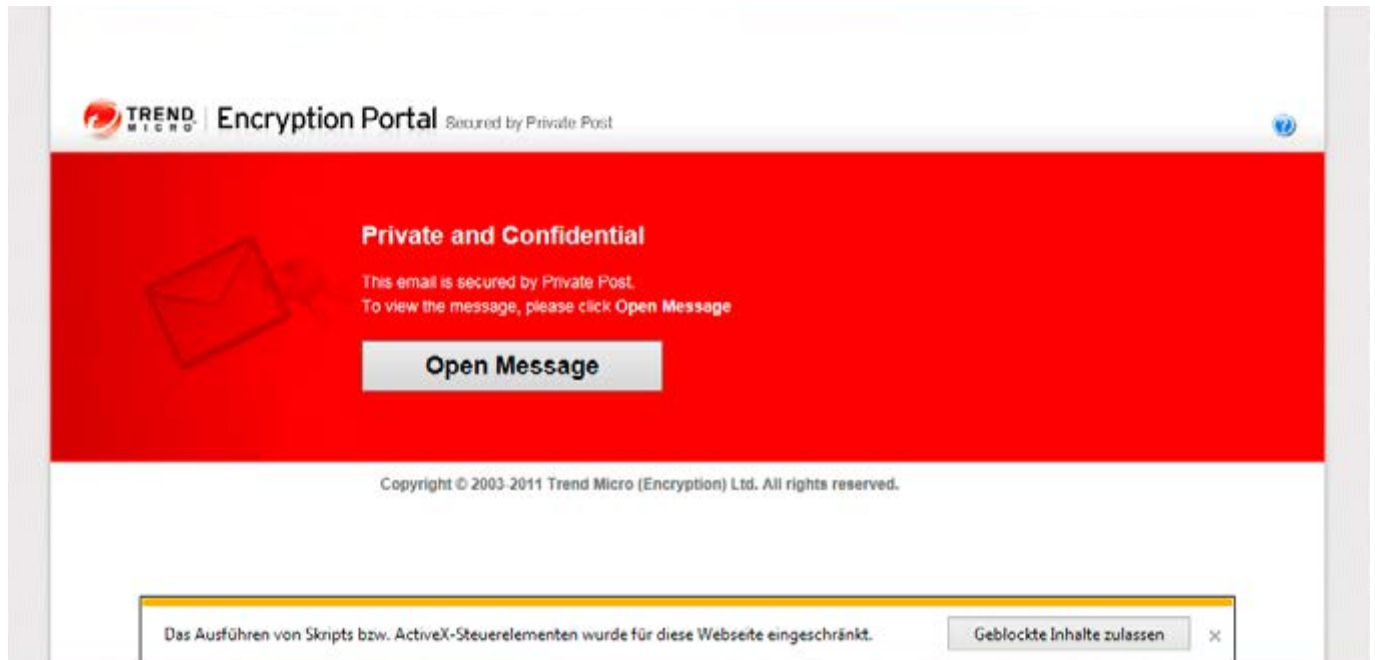 TREND MICRO Encryption Portal Secured by Private Post
Private and Confidential
This email is secured by Private Post.
To view the message, please click Open Message
Open Message
Copyright © 2003-2011 Trend Micro (Encryption) Ltd. All rights reserved.
Das Ausführen von Skripts bzw. ActiveX-Steuerelementen wurde für diese Webseite eingeschränkt. Geblockte Inhalte zulassen ×